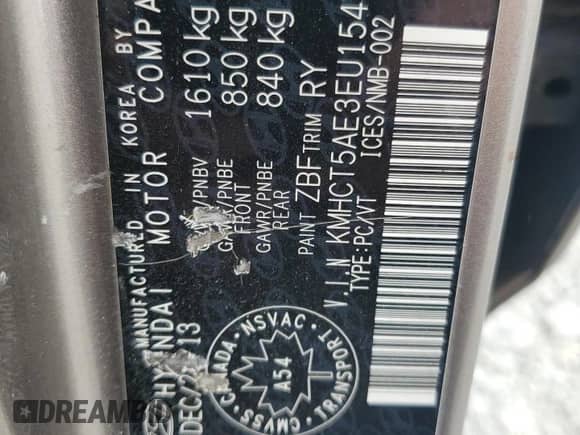 MANUFACTURED IN KOREA BY
HYUNDAI MOTOR COMPA
DEC 13
GVWR/PNBV 1610 kg
GAWR/PNBE FRONT 850 kg
GAWR/PNBE REAR 840 kg
PAINT ZBF TRIM RY
V.I.N KMHCT5AE3EU154
TYPE:PC/VT ICES/NMB-002
CANADA NSVAC TRANSPORT CMVSS
A54
DREAMBID